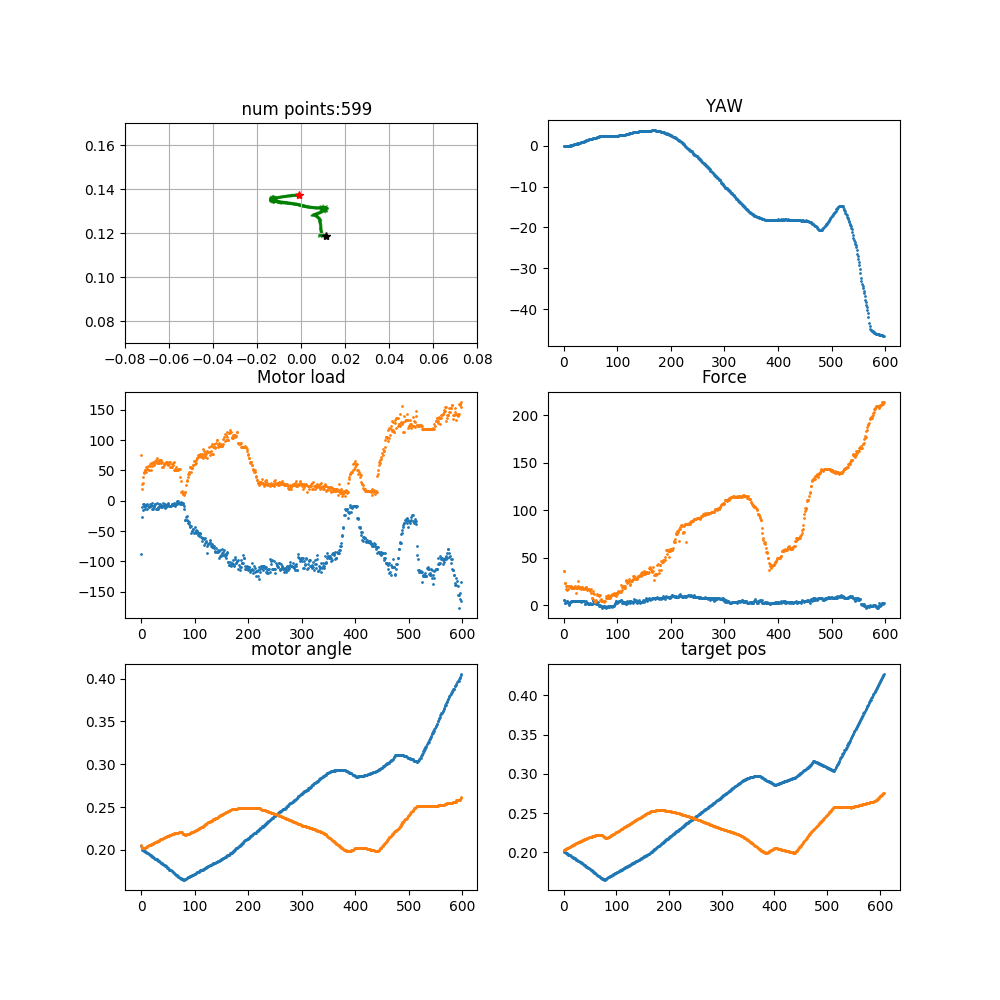 num points:599
0.16
0.14
0.12
0.10
0.08
−0.08 −0.06 −0.04 −0.02 0.00 0.02 0.04 0.06 0.08
YAW
0
−10
−20
−30
−40
0 100 200 300 400 500 600
Motor load
150
100
50
0
−50
−100
−150
0 100 200 300 400 500 600
Force
200
150
100
50
0
0 100 200 300 400 500 600
motor angle
0.40
0.35
0.30
0.25
0.20
0 100 200 300 400 500 600
target pos
0.40
0.35
0.30
0.25
0.20
0 100 200 300 400 500 600